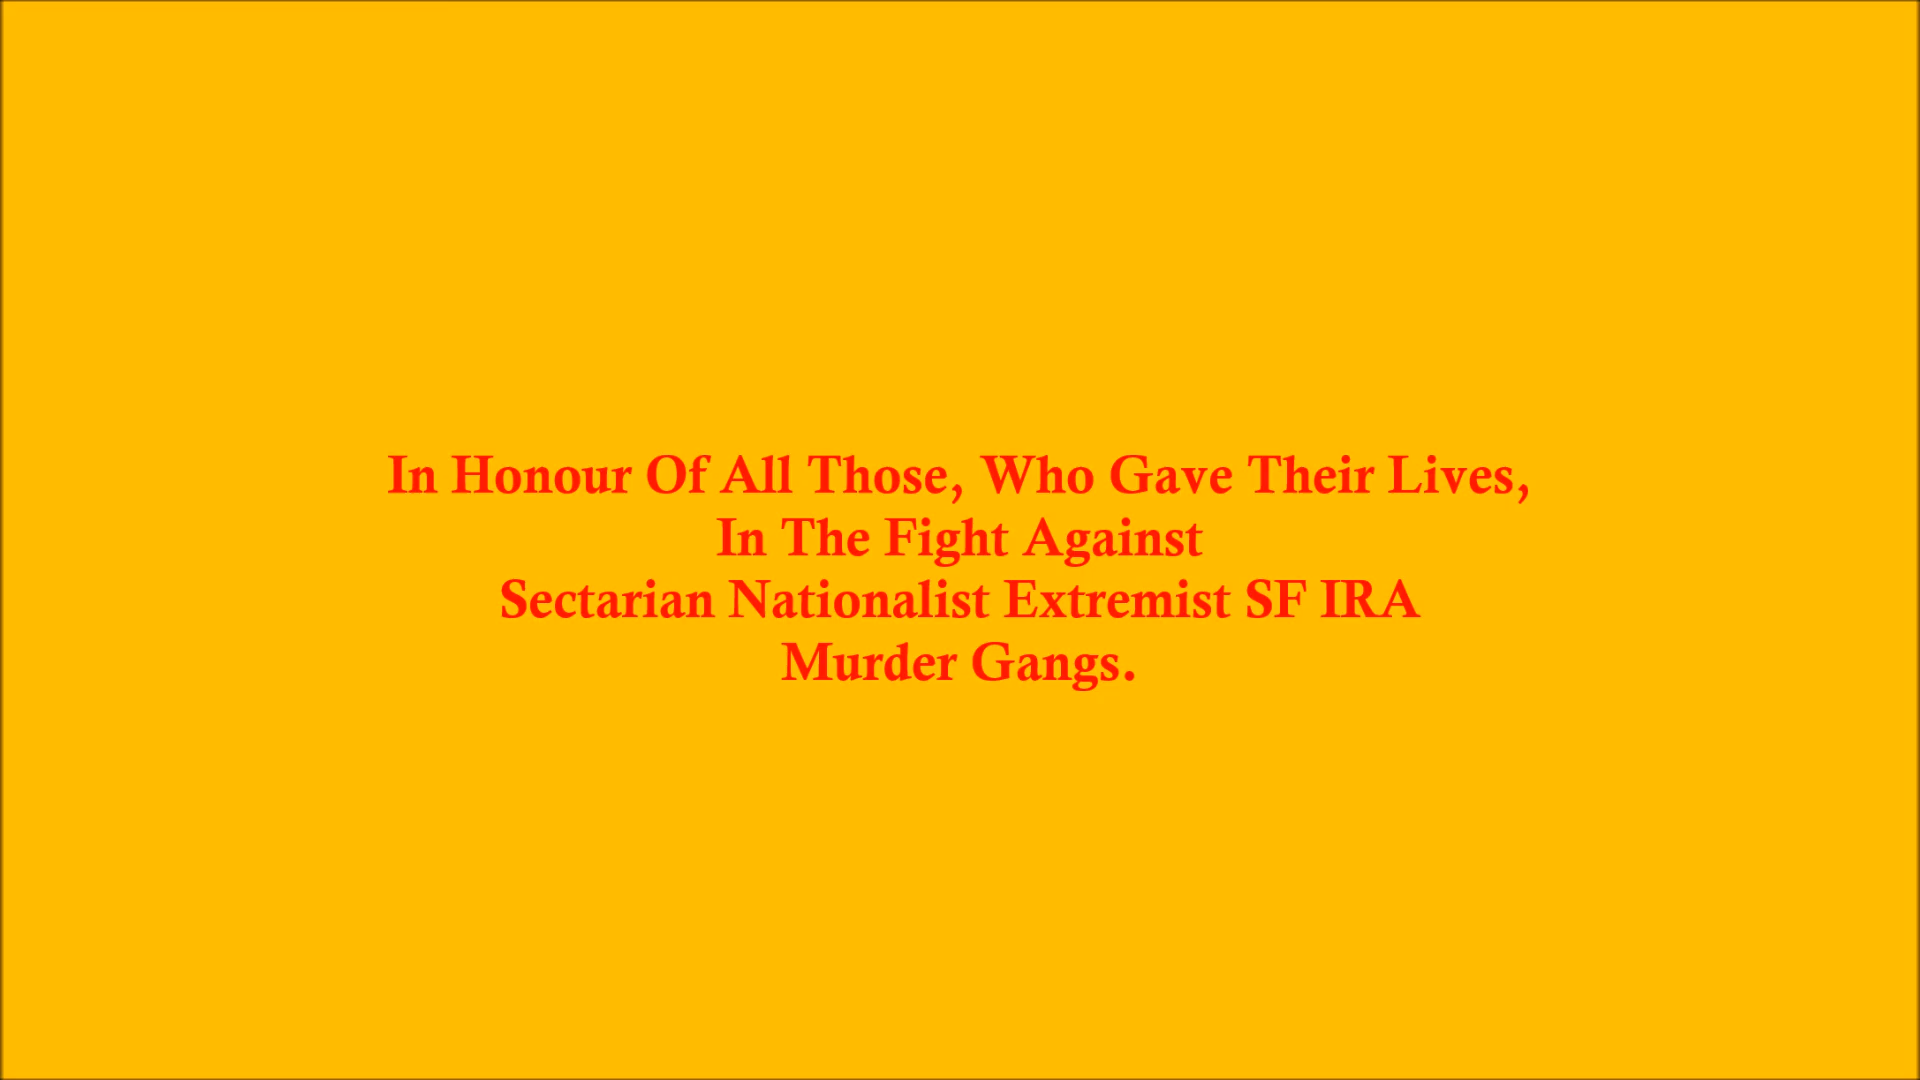 In Honour Of All Those, Who Gave Their Lives,
In The Fight Against
Sectarian Nationalist Extremist SF IRA
Murder Gangs.